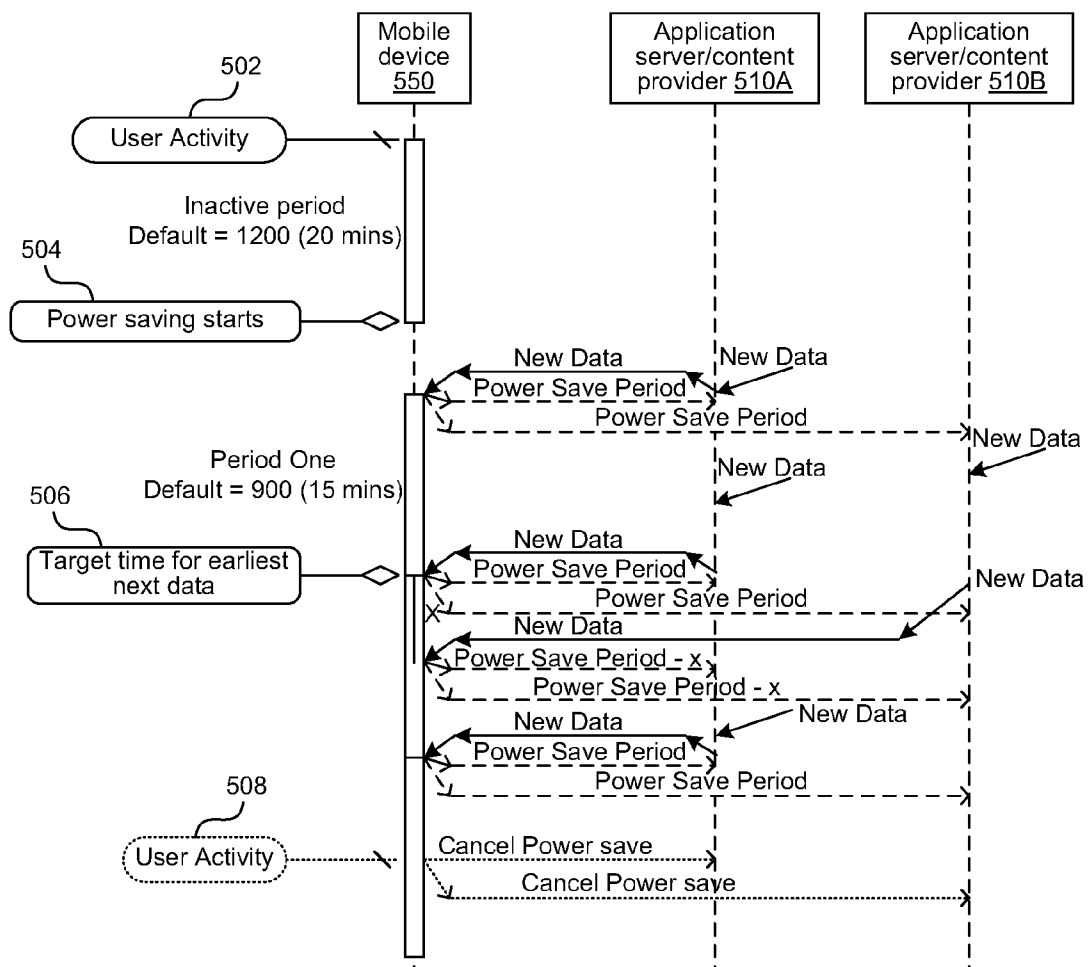 Mobile
device
550
Application
server/content
provider 510A
Application
server/content
provider 510B
502
User Activity
Inactive period
Default = 1200 (20 mins)
504
Power saving starts
New Data
New Data
Power Save Period
Power Save Period
New Data
Period One
Default = 900 (15 mins)
New Data
506
Target time for earliest
next data
New Data
Power Save Period
New Data
Power Save Period
X
New Data
Power Save Period - x
Power Save Period - x
New Data
New Data
Power Save Period
Power Save Period
508
User Activity
Cancel Power save
Cancel Power save